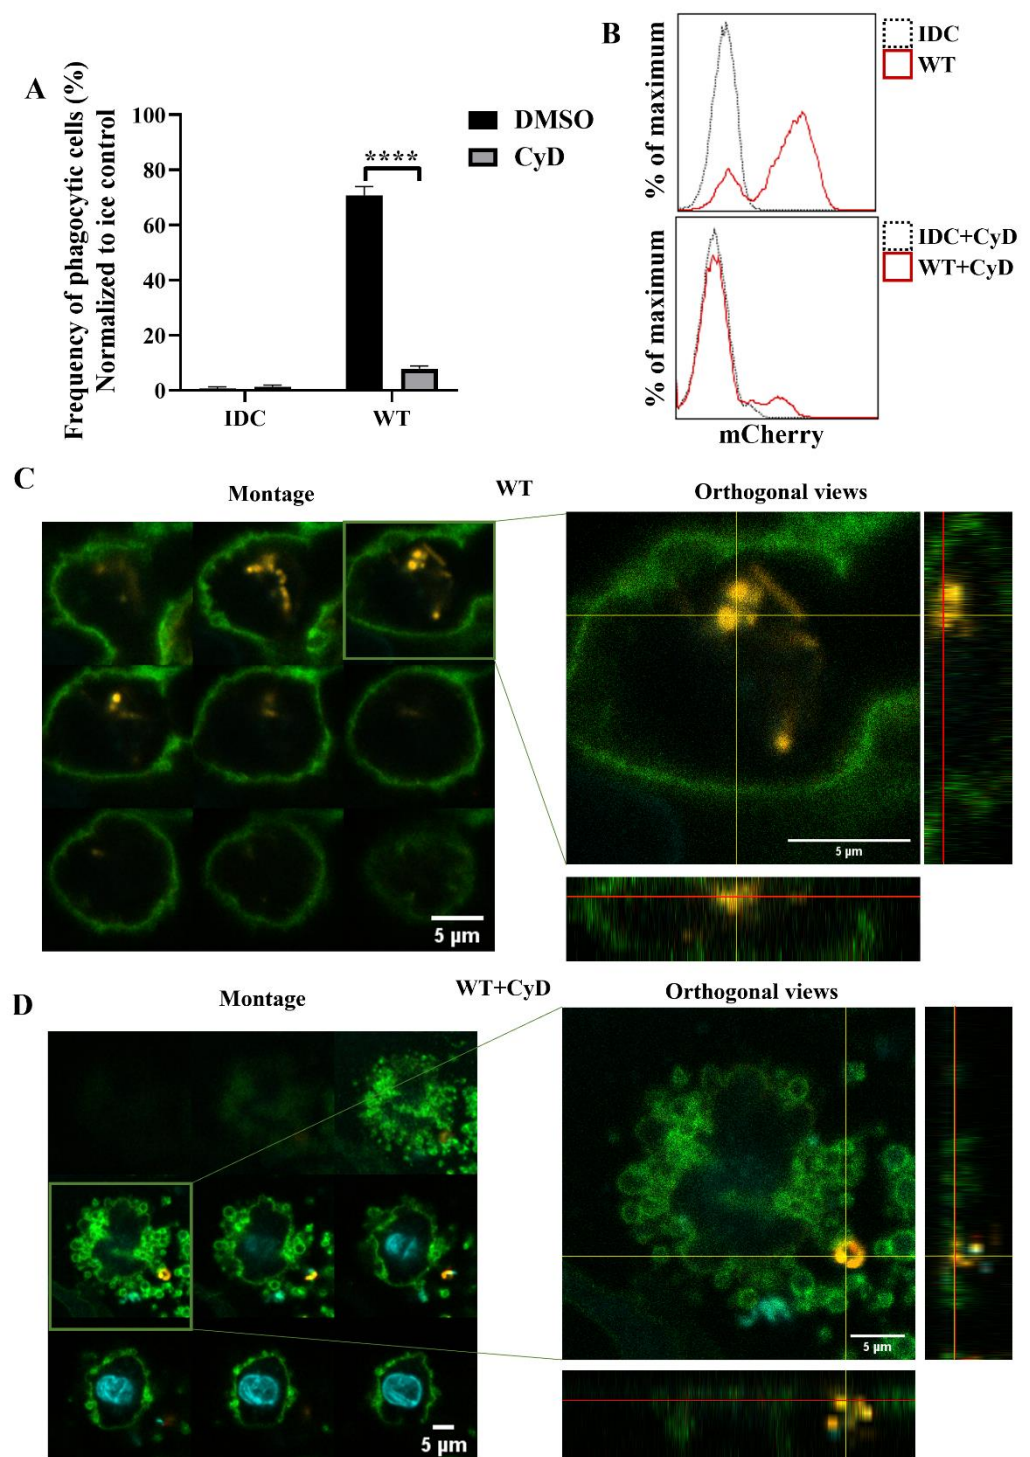 A
Frequency of phagocytic cells (%)
Normalized to ice control
100
80
60
40
20
0
****
DMSO
CyD
IDC
WT
B
% of maximum
IDC
WT
% of maximum
IDC+CyD
WT+CyD
mCherry
C
Montage
WT
Orthogonal views
5 µm
5 µm
D
Montage
WT+CyD
Orthogonal views
5 µm
5 µm